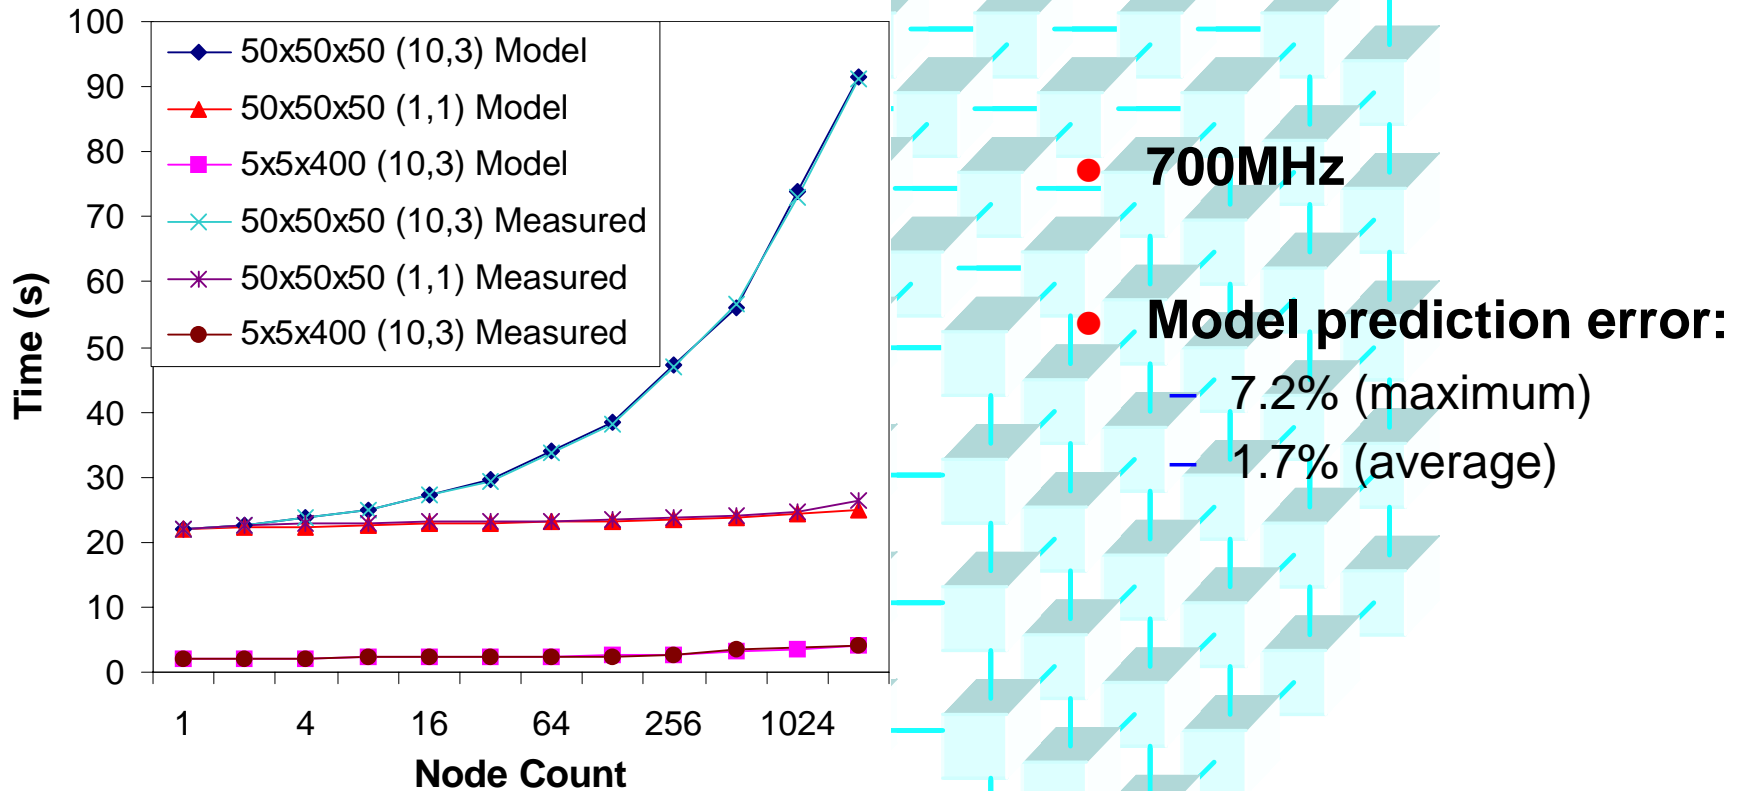 100
90
80
70
60
50
40
30
20
10
0
Time (s)
50x50x50 (10,3) Model
50x50x50 (1,1) Model
5x5x400 (10,3) Model
50x50x50 (10,3) Measured
50x50x50 (1,1) Measured
5x5x400 (10,3) Measured
1 4 16 64 256 1024
Node Count
● 700MHz
● Model prediction error:
– 7.2% (maximum)
– 1.7% (average)